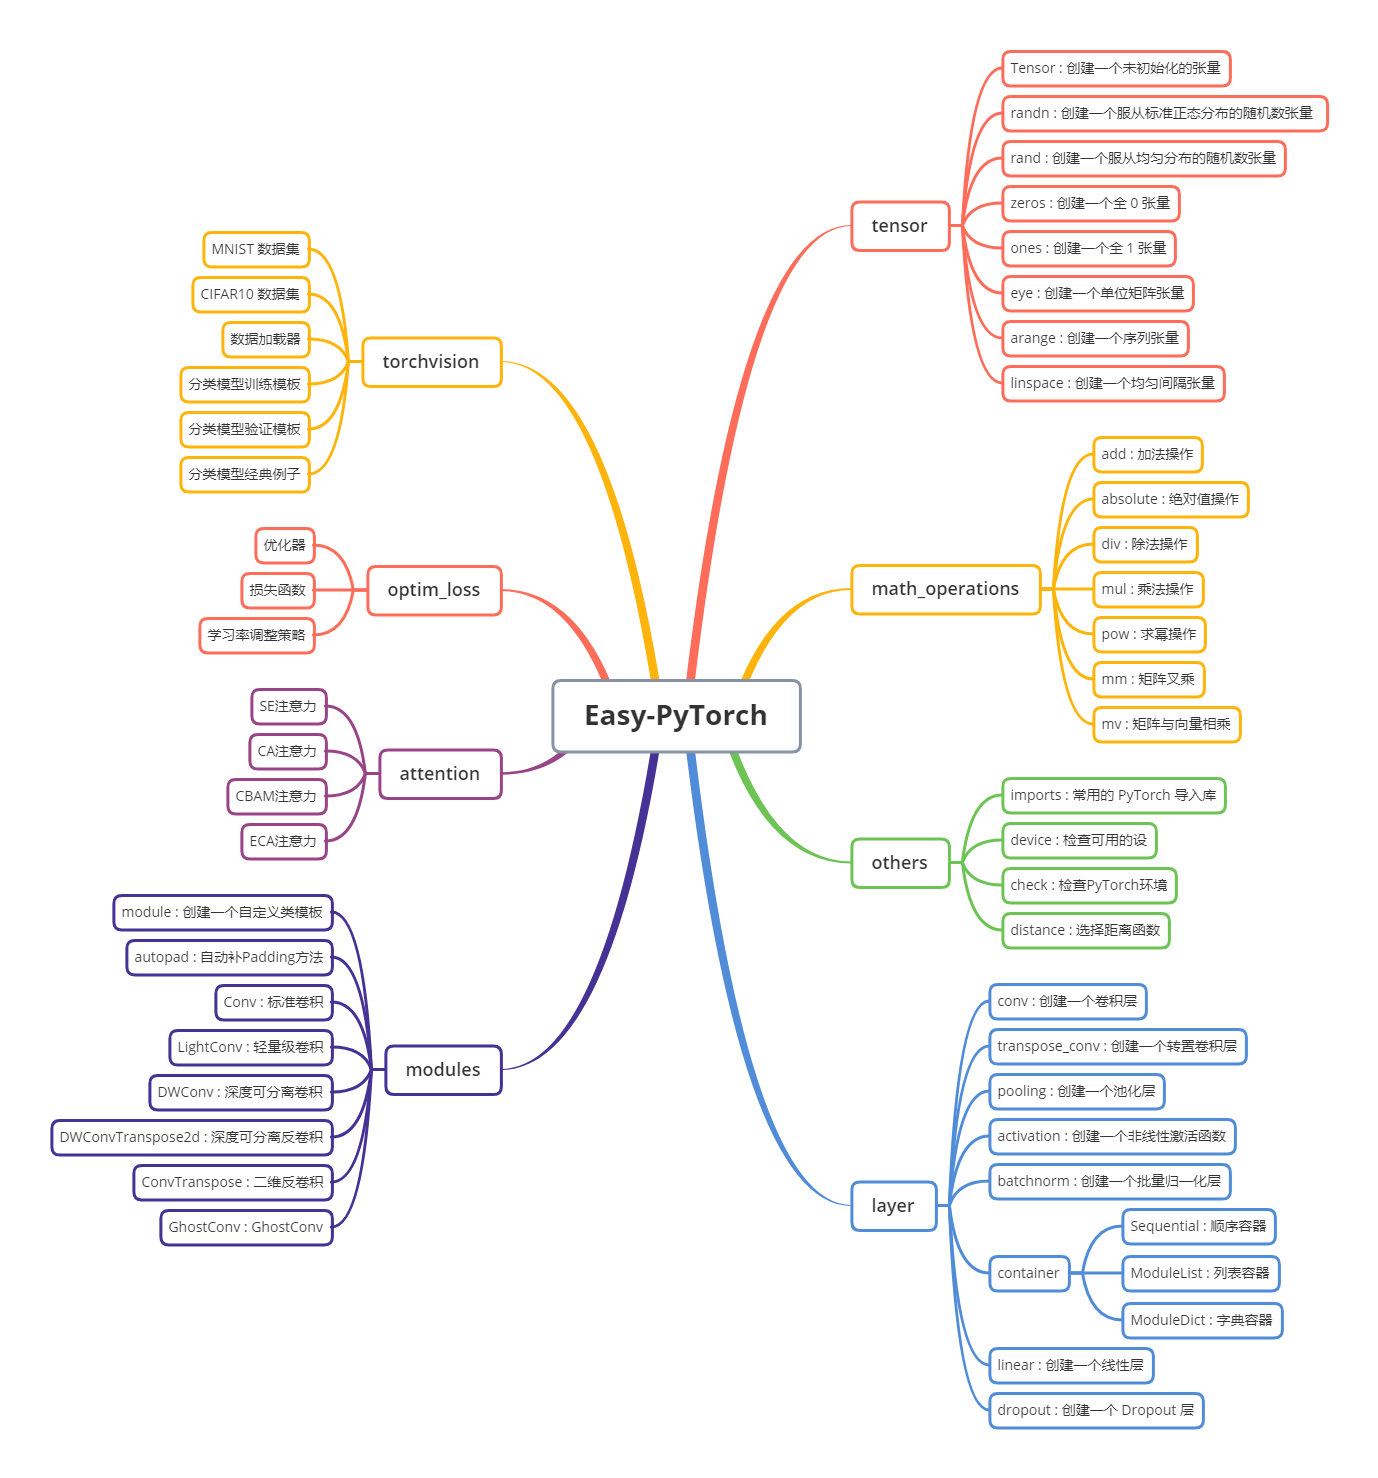 Easy-PyTorch
tensor
Tensor : 创建一个未初始化的张量
randn : 创建一个服从标准正态分布的随机数张量
rand : 创建一个服从均匀分布的随机数张量
zeros : 创建一个全 0 张量
ones : 创建一个全 1 张量
eye : 创建一个单位矩阵张量
arange : 创建一个序列张量
linspace : 创建一个均匀间隔张量
math_operations
add : 加法操作
absolute : 绝对值操作
div : 除法操作
mul : 乘法操作
pow : 求幂操作
mm : 矩阵叉乘
mv : 矩阵与向量相乘
others
imports : 常用的 PyTorch 导入库
device : 检查可用的设
check : 检查PyTorch环境
distance : 选择距离函数
layer
conv : 创建一个卷积层
transpose_conv : 创建一个转置卷积层
pooling : 创建一个池化层
activation : 创建一个非线性激活函数
batchnorm : 创建一个批量归一化层
container
Sequential : 顺序容器
ModuleList : 列表容器
ModuleDict : 字典容器
linear : 创建一个线性层
dropout : 创建一个 Dropout 层
torchvision
MNIST 数据集
CIFAR10 数据集
数据加载器
分类模型训练模板
分类模型验证模板
分类模型经典例子
optim_loss
优化器
损失函数
学习率调整策略
attention
SE注意力
CA注意力
CBAM注意力
ECA注意力
modules
module : 创建一个自定义类模板
autopad : 自动补Padding方法
Conv : 标准卷积
LightConv : 轻量级卷积
DWConv : 深度可分离卷积
DWConvTranspose2d : 深度可分离反卷积
ConvTranspose : 二维反卷积
GhostConv : GhostConv